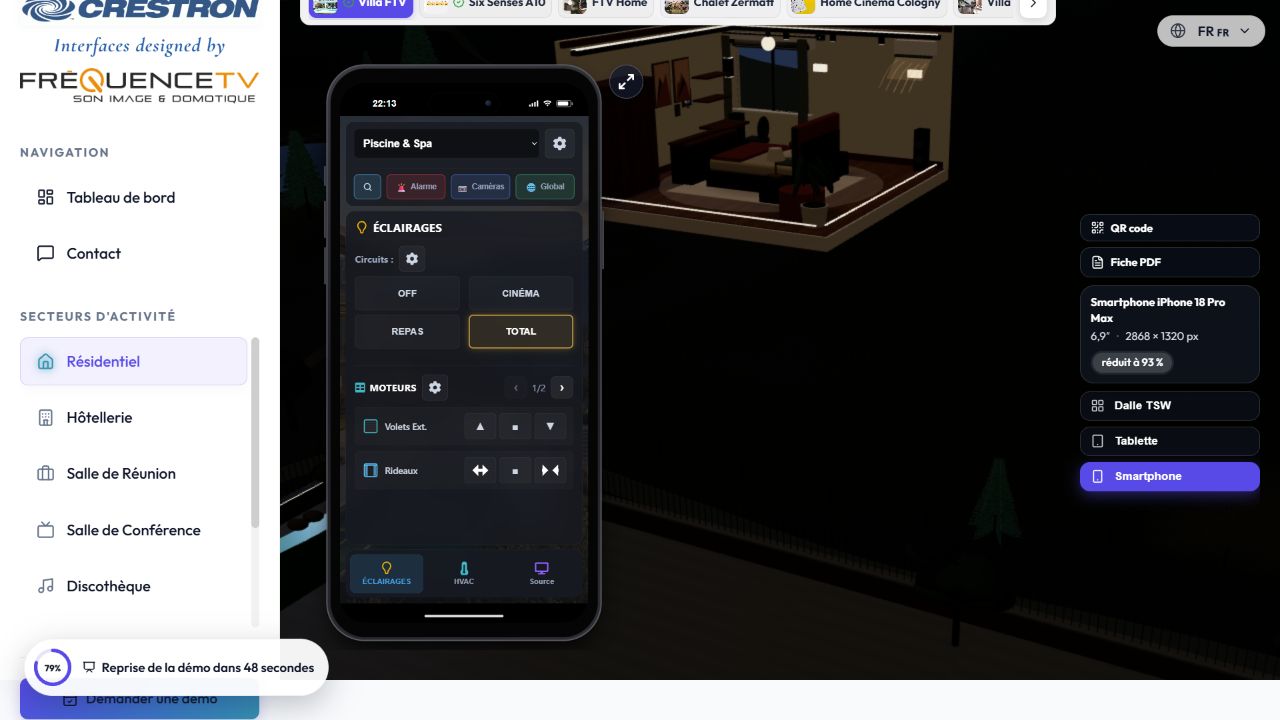 CRESTRON
Interfaces designed by
FRÉQUENCETV
SON IMAGE & DOMOTIQUE
NAVIGATION
Tableau de bord
Contact
SECTEURS D'ACTIVITÉ
Résidentiel
Hôtellerie
Salle de Réunion
Salle de Conférence
Discothèque
79%
Reprise de la démo dans 48 secondes
Demander une démo
Villa FTV
Six Senses A10
FTV Home
Chalet Zermatt
Home Cinema Cologny
Villa
FR FR
22:13
Piscine & Spa
Alarme
Caméras
Global
ÉCLAIRAGES
Circuits :
OFF
CINÉMA
REPAS
TOTAL
MOTEURS
1/2
Volets Ext.
Rideaux
ÉCLAIRAGES
HVAC
Source
QR code
Fiche PDF
Smartphone iPhone 18 Pro
Max
6,9" · 2868 × 1320 px
réduit à 93 %
Dalle TSW
Tablette
Smartphone